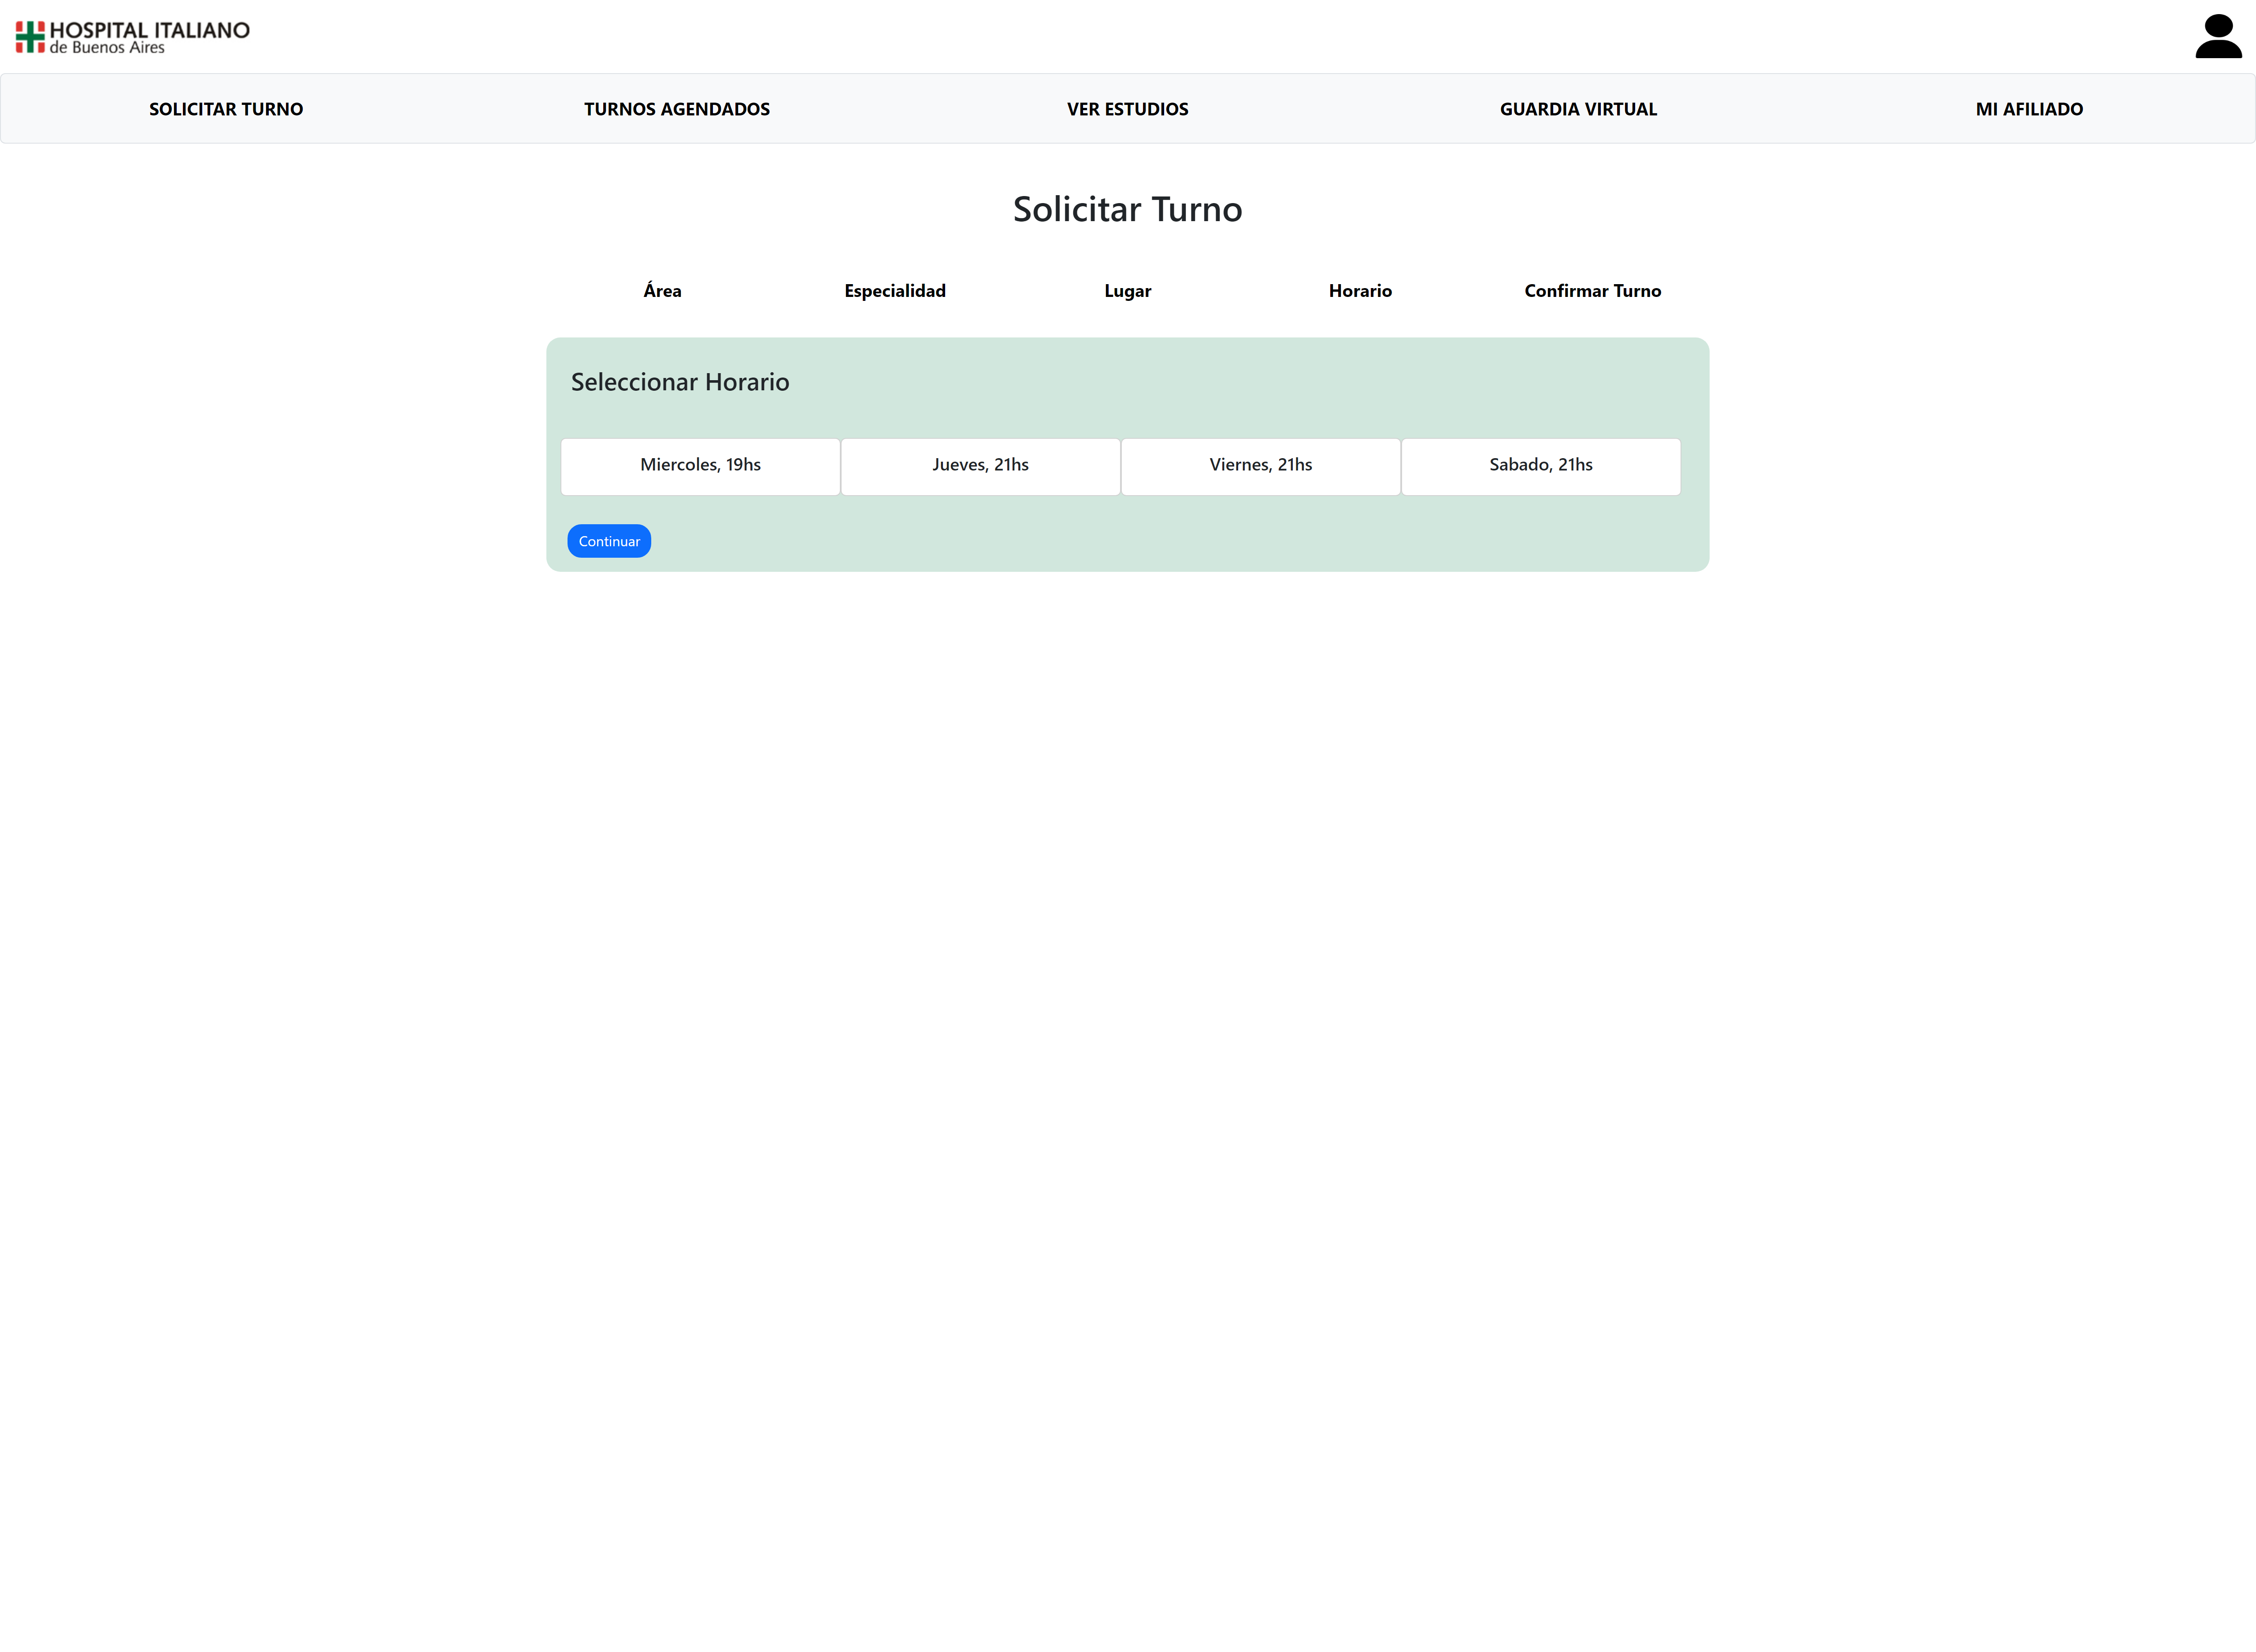 HOSPITAL ITALIANO
de Buenos Aires
SOLICITAR TURNO
TURNOS AGENDADOS
VER ESTUDIOS
GUARDIA VIRTUAL
MI AFILIADO
Solicitar Turno
Área
Especialidad
Lugar
Horario
Confirmar Turno
Seleccionar Horario
Miercoles, 19hs
Jueves, 21hs
Viernes, 21hs
Sabado, 21hs
Continuar